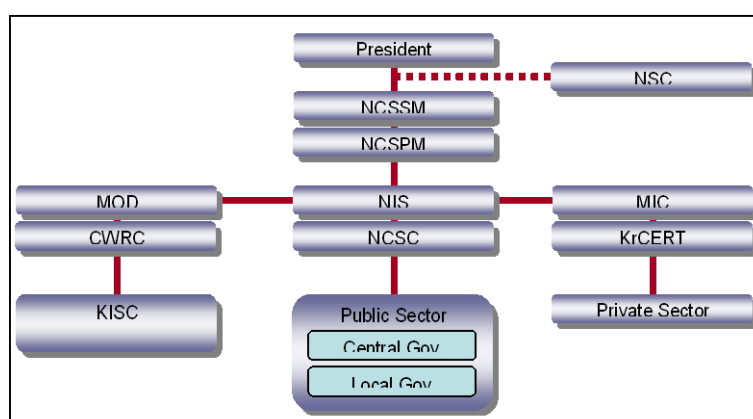 President
NSC
NCSSM
NCSPM
MOD
NIS
MIC
CWRC
NCSC
KrCERT
KISC
Public Sector
Private Sector
Central Gov
Local Gov